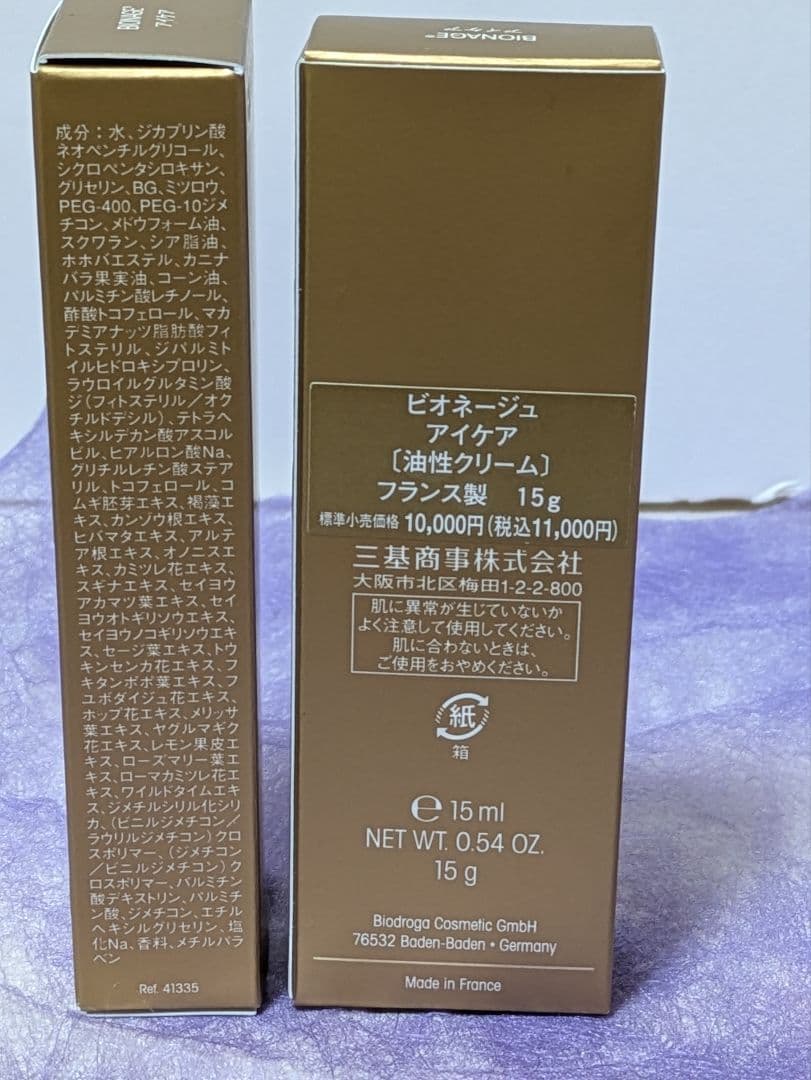 BIONAGE®
アイケア
成分：水、ジカプリン酸
ネオペンチルグリコール、
シクロペンタシロキサン、
グリセリン、BG、ミツロウ、
PEG-400、PEG-10ジメ
チコン、メドウフォーム油、
スクワラン、シア脂油、
ホホバエステル、カニナ
バラ果実油、コーン油、
パルミチン酸レチノール、
酢酸トコフェロール、マカ
デミアナッツ脂肪酸フィ
トステリル、ジパルミト
イルヒドロキシプロリン、
ラウロイルグルタミン酸
ジ（フィトステリル／オク
チルドデシル）、テトラヘ
キシルデカン酸アスコル
ビル、ヒアルロン酸Na、
グリチルレチン酸ステア
リル、トコフェロール、コ
ムギ胚芽エキス、褐藻エ
キス、カンゾウ根エキス、
ヒバマタエキス、アルテ
ア根エキス、オノニスエ
キス、カミツレ花エキス、
スギナエキス、セイヨウ
アカマツ葉エキス、セイ
ヨウオトギリソウエキス、
セイヨウノコギリソウエキ
ス、セージ葉エキス、トウ
キンセンカ花エキス、フ
キタンポポ葉エキス、フ
ユボダイジュ花エキス、
ホップ花エキス、メリッサ
葉エキス、ヤグルマギク
花エキス、レモン果皮エ
キス、ローズマリー葉エ
キス、ローマカミツレ花エ
キス、ワイルドタイムエキ
ス、ジメチルシリル化シリ
カ、（ビニルジメチコン／
ラウリルジメチコン）クロ
スポリマー、（ジメチコン
／ビニルジメチコン）ク
ロスポリマー、パルミチン
酸デキストリン、パルミチ
ン酸、ジメチコン、エチル
ヘキシルグリセリン、塩
化Na、香料、メチルパラ
ベン
Ref. 41335
BIONAGE®
アイケア
ビオネージュ
アイケア
〔油性クリーム〕
フランス製 15g
標準小売価格 10,000円(税込11,000円)
三基商事株式会社
大阪市北区梅田1-2-2-800
肌に異常が生じていないか
よく注意して使用してください。
肌に合わないときは、
ご使用をおやめください。
紙
箱
℮ 15 ml
NET WT. 0.54 OZ.
15 g
Biodroga Cosmetic GmbH
76532 Baden-Baden • Germany
Made in France